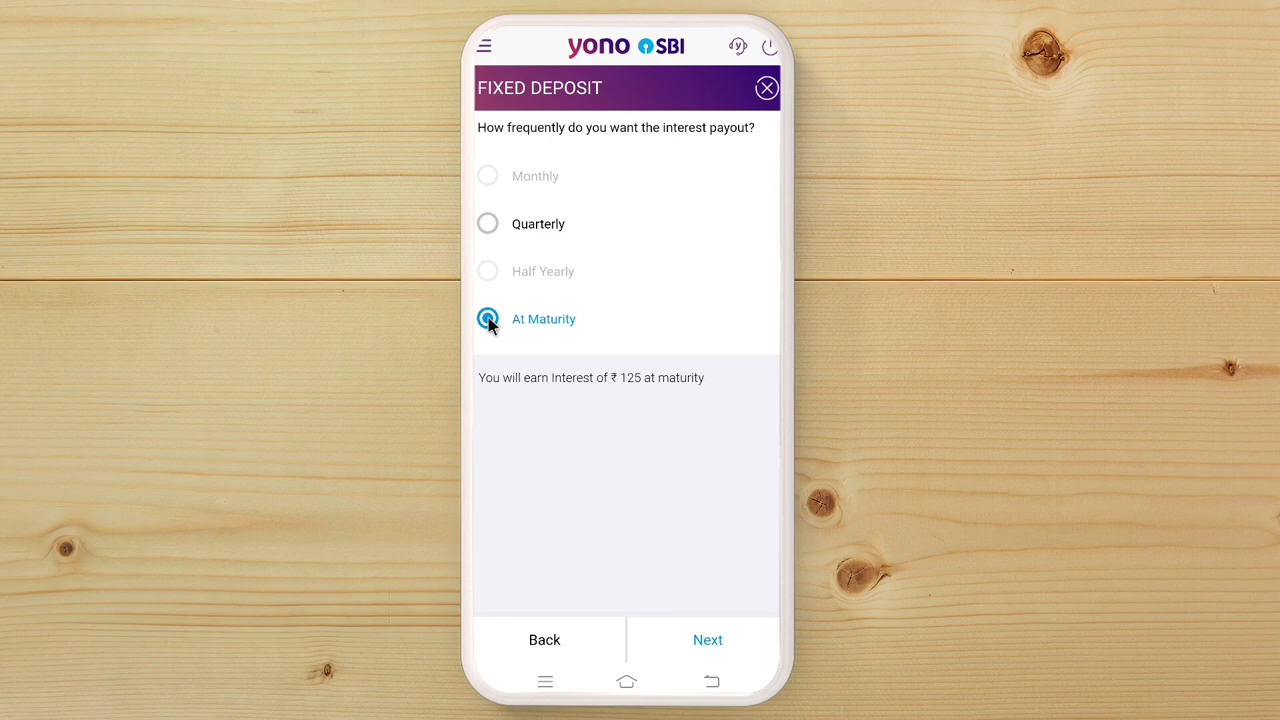 yono SBI
FIXED DEPOSIT
How frequently do you want the interest payout?
Monthly
Quarterly
Half Yearly
At Maturity
You will earn Interest of ₹ 125 at maturity
Back
Next